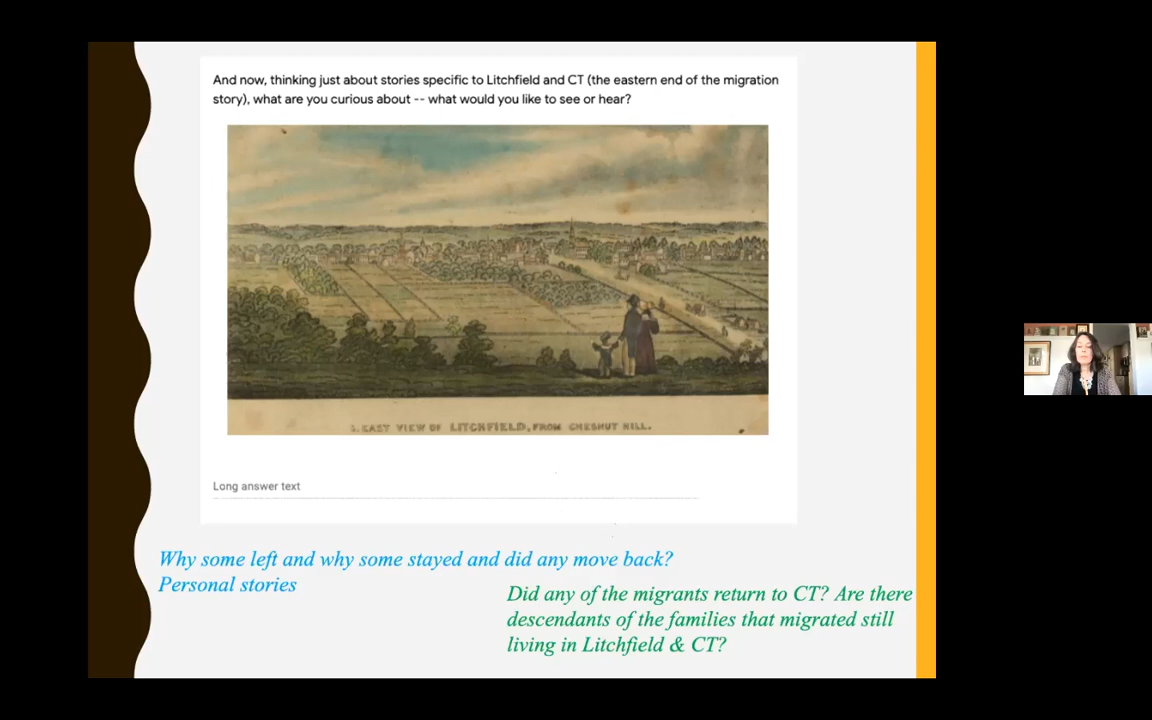 And now, thinking just about stories specific to Litchfield and CT (the eastern end of the migration
story), what are you curious about -- what would you like to see or hear?
3. EAST VIEW OF LITCHFIELD, FROM CHESNUT HILL.
Long answer text
Why some left and why some stayed and did any move back?
Personal stories
Did any of the migrants return to CT? Are there
descendants of the families that migrated still
living in Litchfield & CT?